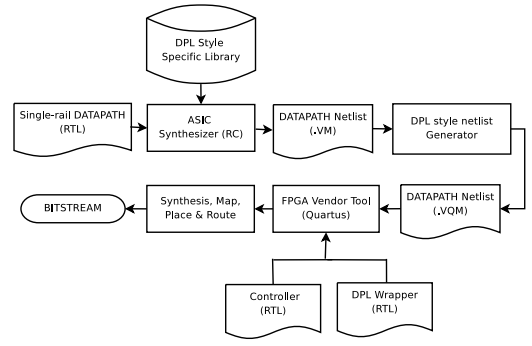 DPL Style
Specific Library
Single-rail DATAPATH
(RTL)
ASIC
Synthesizer (RC)
DATAPATH Netlist
(.VM)
DPL style netlist
Generator
BITSTREAM
Synthesis, Map,
Place & Route
FPGA Vendor Tool
(Quartus)
DATAPATH Netlist
(.VQM)
Controller
(RTL)
DPL Wrapper
(RTL)